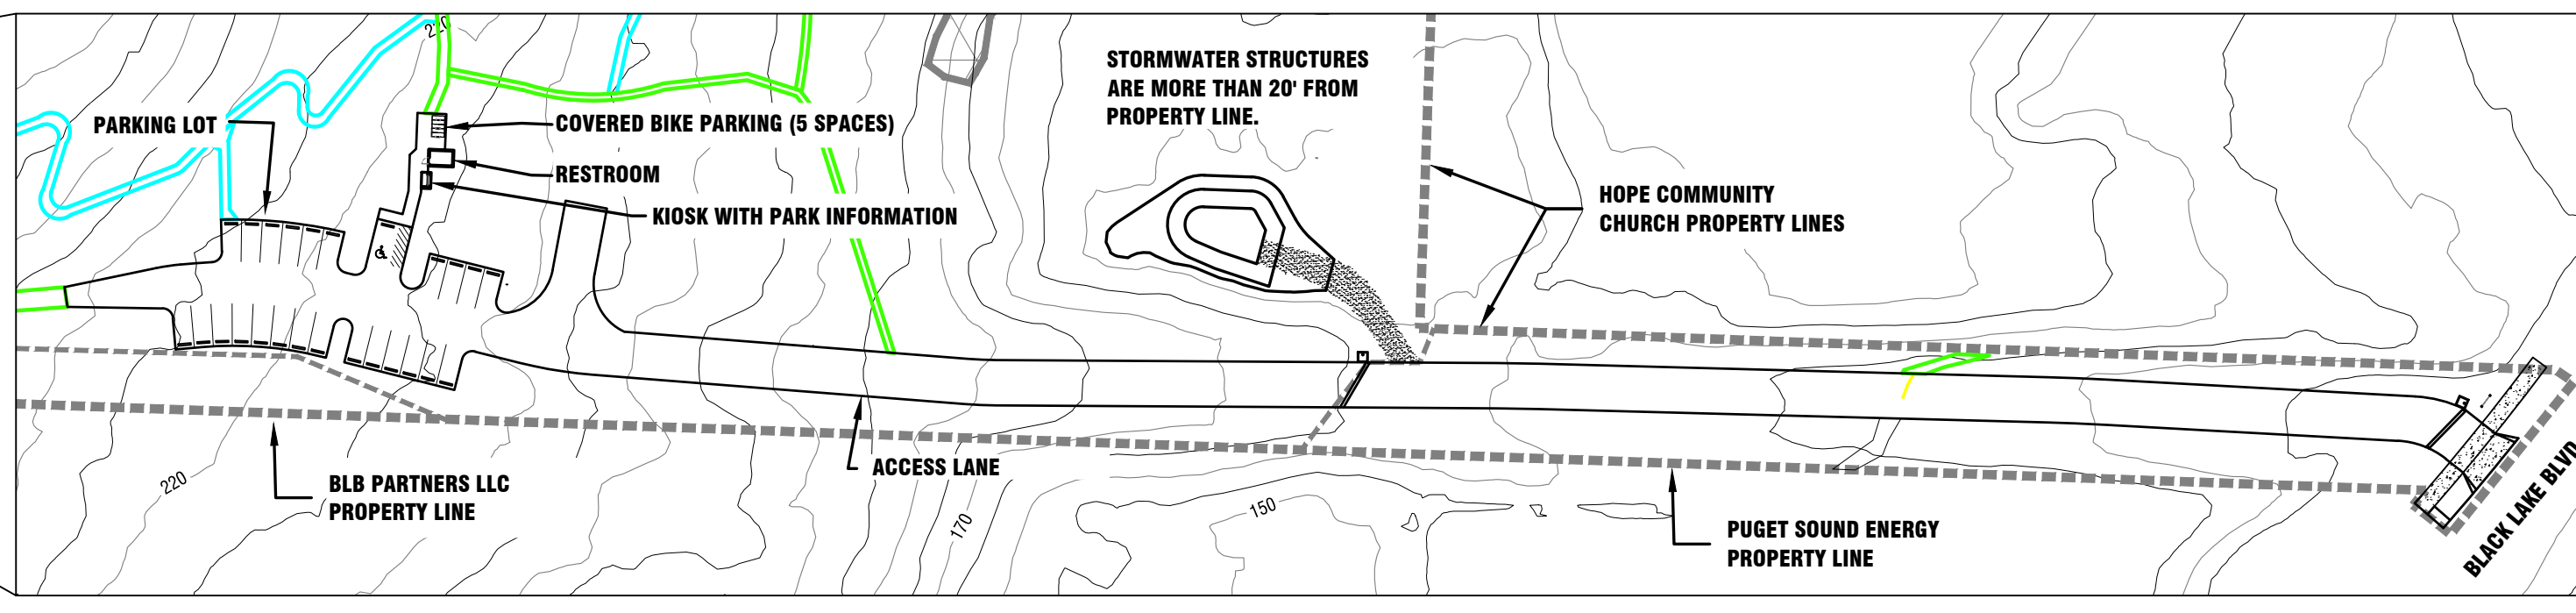 210
STORMWATER STRUCTURES
ARE MORE THAN 20' FROM
PROPERTY LINE.
PARKING LOT
COVERED BIKE PARKING (5 SPACES)
RESTROOM
KIOSK WITH PARK INFORMATION
HOPE COMMUNITY
CHURCH PROPERTY LINES
ACCESS LANE
220
BLB PARTNERS LLC
PROPERTY LINE
170
150
PUGET SOUND ENERGY
PROPERTY LINE
BLACK LAKE BLVD